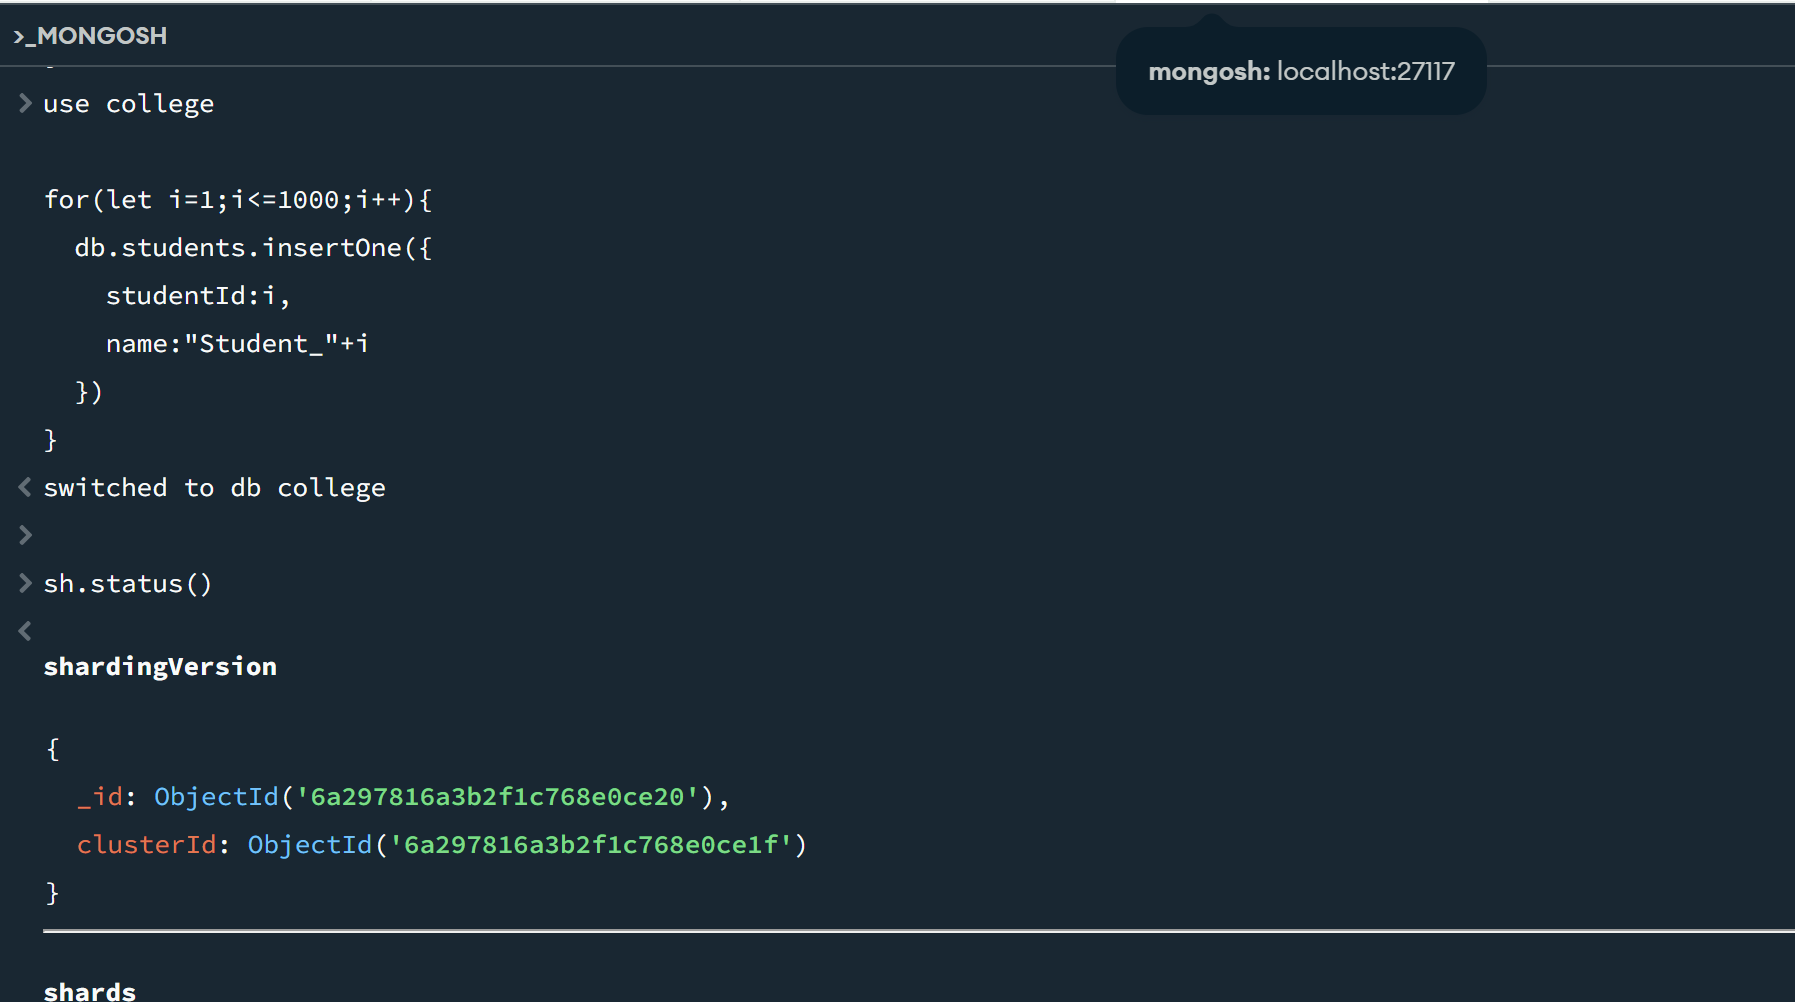 >_MONGOSH
mongosh: localhost:27117
> use college
for(let i=1;i<=1000;i++){
  db.students.insertOne({
    studentId:i,
    name:"Student_"+i
  })
}
< switched to db college
>
> sh.status()
<
shardingVersion
{
  _id: ObjectId('6a297816a3b2f1c768e0ce20'),
  clusterId: ObjectId('6a297816a3b2f1c768e0ce1f')
}
shards